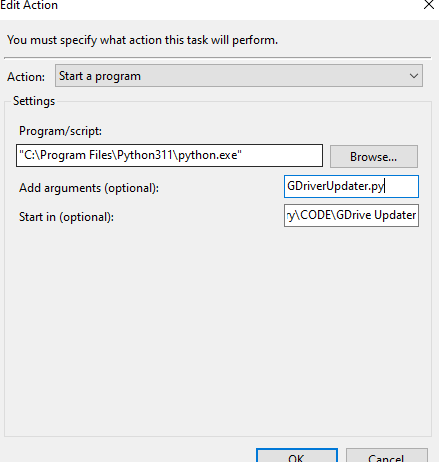 Edit Action
You must specify what action this task will perform.
Action: Start a program
Settings
Program/script:
"C:\Program Files\Python311\python.exe"
Browse...
Add arguments (optional): GDriverUpdater.py
Start in (optional): ry\CODE\GDrive Updater
OK Cancel